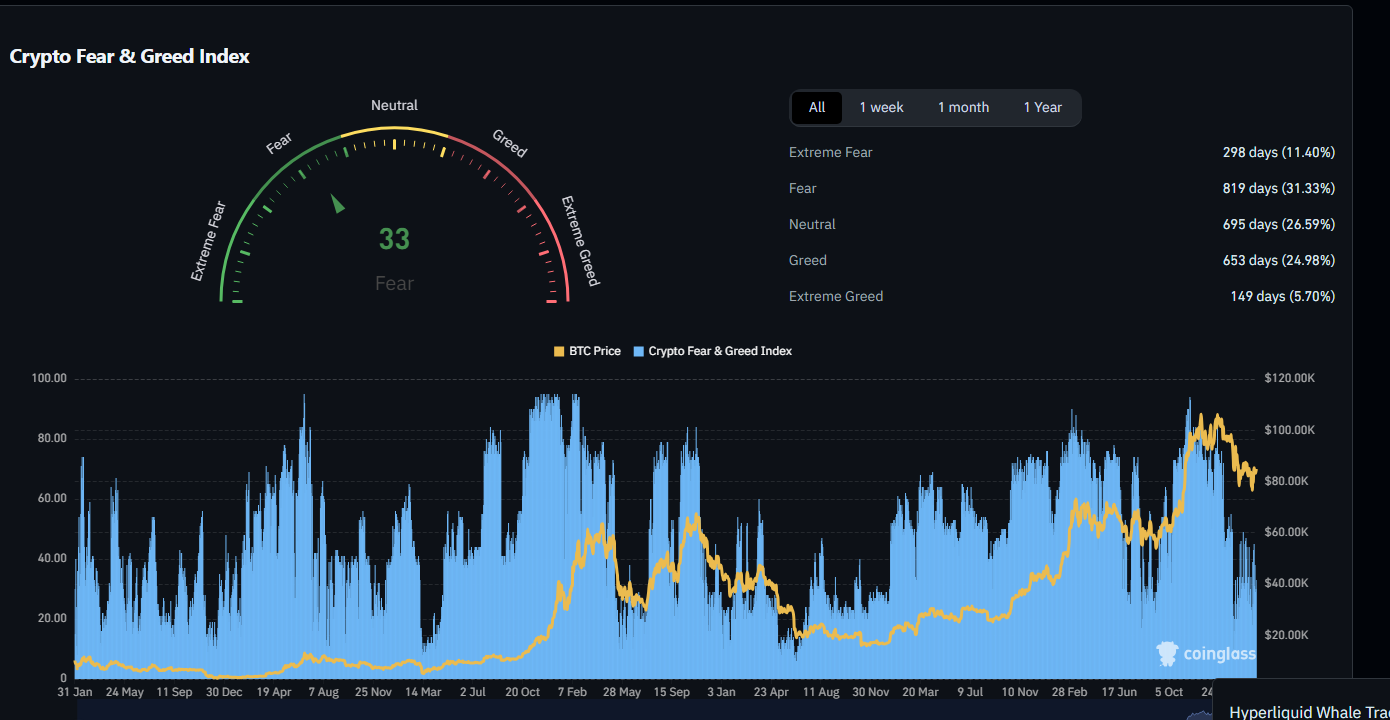 Crypto Fear & Greed Index
Neutral
Fear
Greed
Extreme Fear
Extreme Greed
33
Fear
All 1 week 1 month 1 Year
Extreme Fear 298 days (11.40%)
Fear 819 days (31.33%)
Neutral 695 days (26.59%)
Greed 653 days (24.98%)
Extreme Greed 149 days (5.70%)
BTC Price Crypto Fear & Greed Index
100.00 $120.00K
80.00 $100.00K
60.00 $80.00K
40.00 $60.00K
20.00 $40.00K
0 $20.00K
coinglass
31 Jan 24 May 11 Sep 30 Dec 19 Apr 7 Aug 25 Nov 14 Mar 2 Jul 20 Oct 7 Feb 28 May 15 Sep 3 Jan 23 Apr 11 Aug 30 Nov 20 Mar 9 Jul 10 Nov 28 Feb 17 Jun 5 Oct 24
Hyperliquid Whale Tra